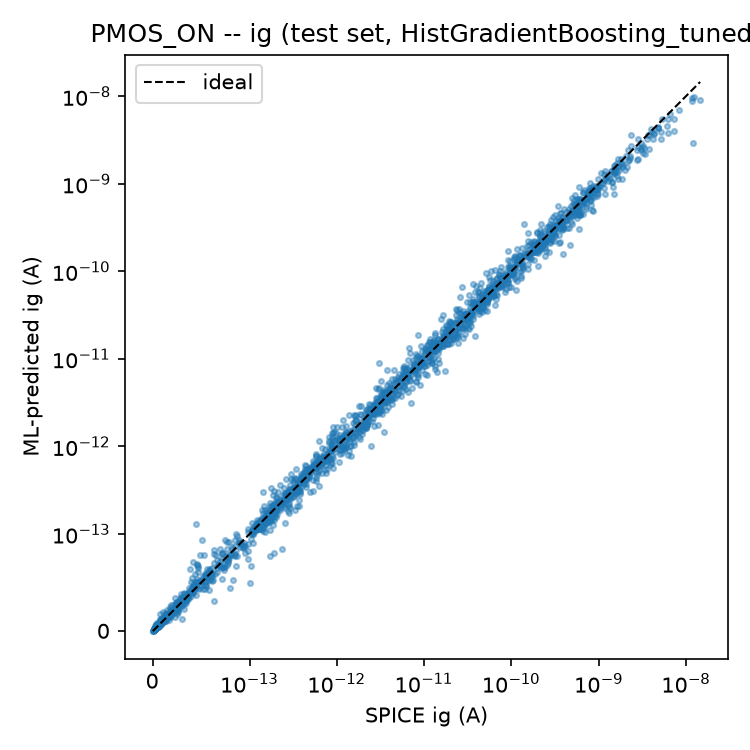 PMOS_ON -- ig (test set, HistGradientBoosting_tuned
ideal
10⁻⁸
10⁻⁹
10⁻¹⁰
10⁻¹¹
10⁻¹²
10⁻¹³
0
ML-predicted ig (A)
0 10⁻¹³ 10⁻¹² 10⁻¹¹ 10⁻¹⁰ 10⁻⁹ 10⁻⁸
SPICE ig (A)